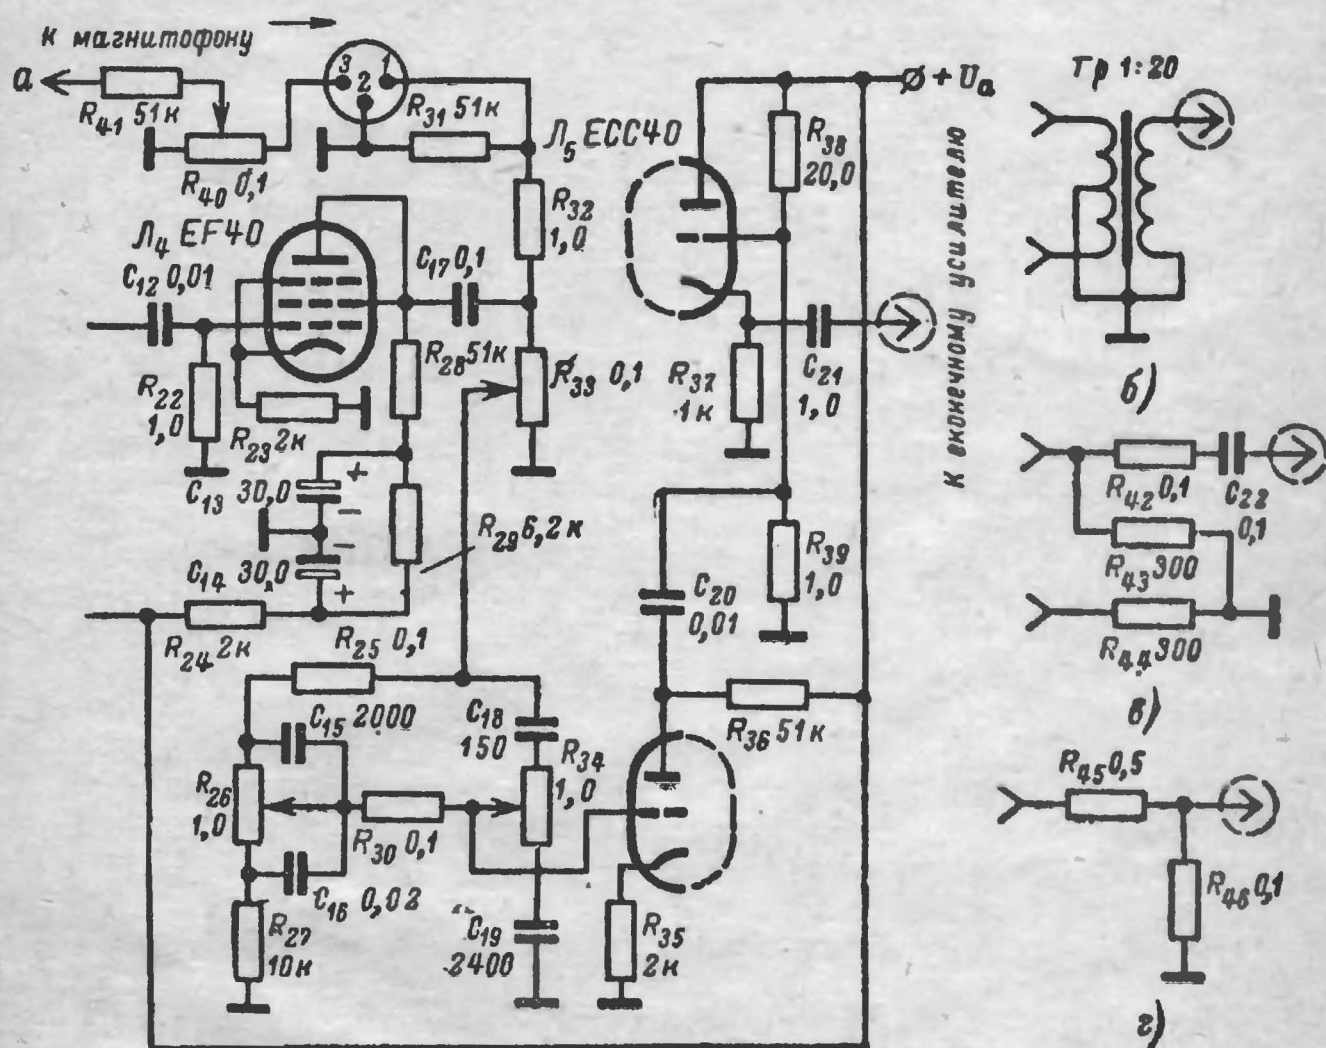 к магнитофону
а
R41 51к
3
2
1
R31 51к
Л5 ECC40
R40 0,1
Л4 EF40
C12 0,01
C17 0,1
R32
1,0
R38
20,0
+ Ua
Тр 1:20
К оконечному усилителю
R22
1,0
R23 2к
R28 51к
R33 0,1
R37
1к
C21
1,0
б)
C13 30,0
+
−
−
C14 30,0
+
R29 6,2к
R24 2к
R25 0,1
C20
0,01
R39
1,0
R42 0,1
C22
0,1
R43 300
R44 300
в)
C15 2000
C18
150
R34
1,0
R36 51к
R26
1,0
R30 0,1
C16 0,02
R27
10к
C19
2400
R35
2к
R45 0,5
R46 0,1
г)